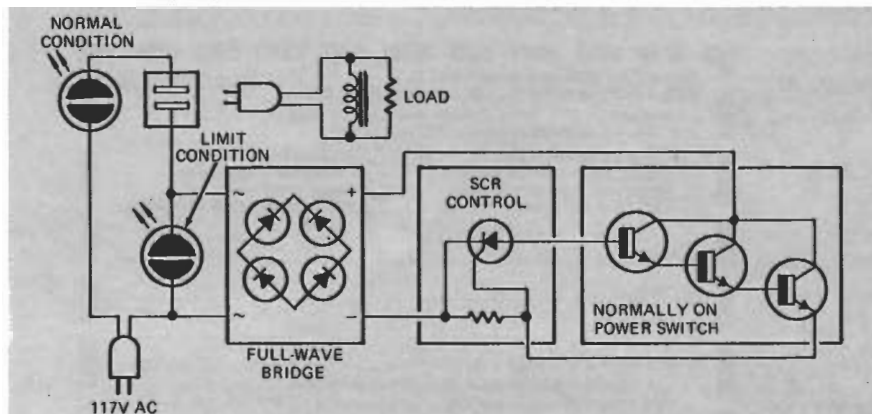 NORMAL
CONDITION
LOAD
LIMIT
CONDITION
~
+
SCR
CONTROL
NORMALLY ON
POWER SWITCH
~
−
FULL-WAVE
BRIDGE
117V AC